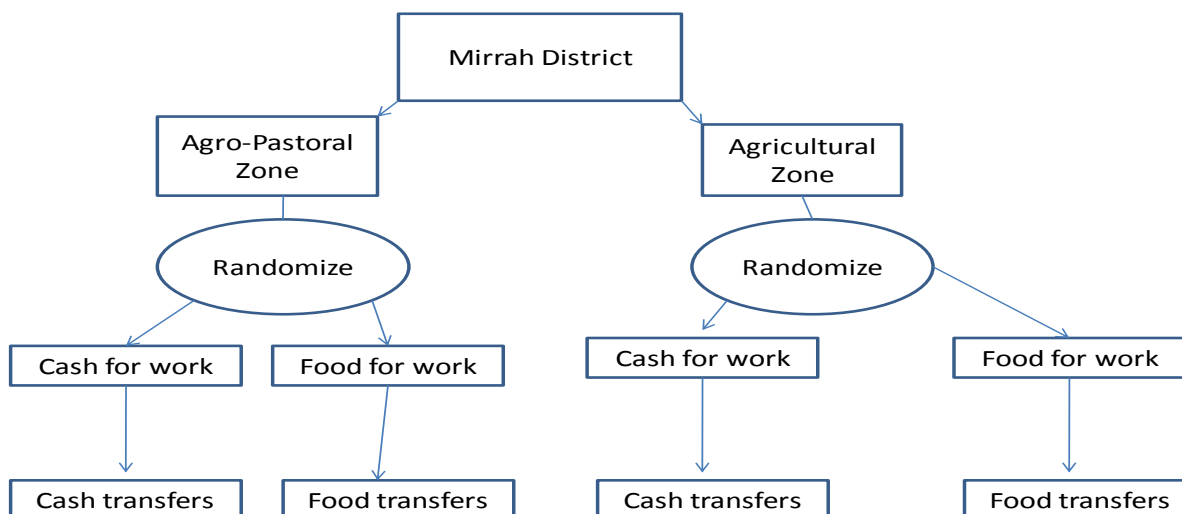 Mirrah District
Agro-Pastoral
Zone
Agricultural
Zone
Randomize
Randomize
Cash for work
Food for work
Cash for work
Food for work
Cash transfers
Food transfers
Cash transfers
Food transfers